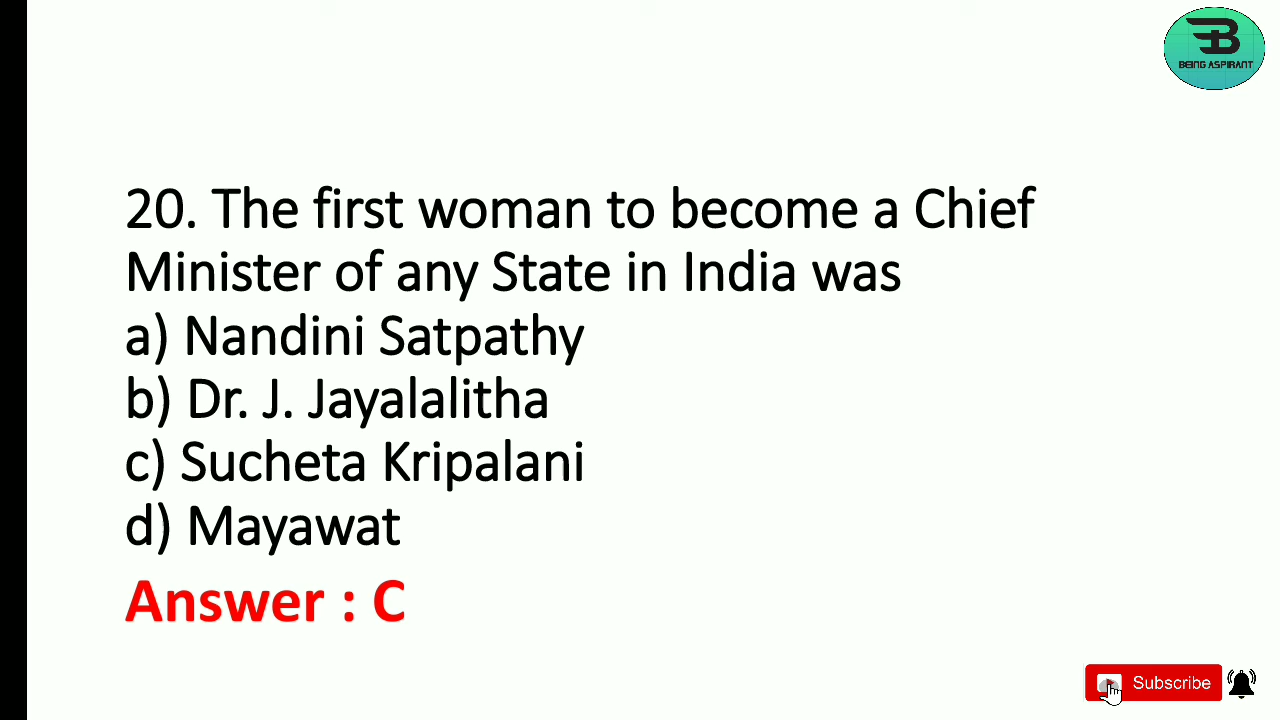 BEING ASPIRANT
20. The first woman to become a Chief
Minister of any State in India was
a) Nandini Satpathy
b) Dr. J. Jayalalitha
c) Sucheta Kripalani
d) Mayawat
Answer : C
Subscribe